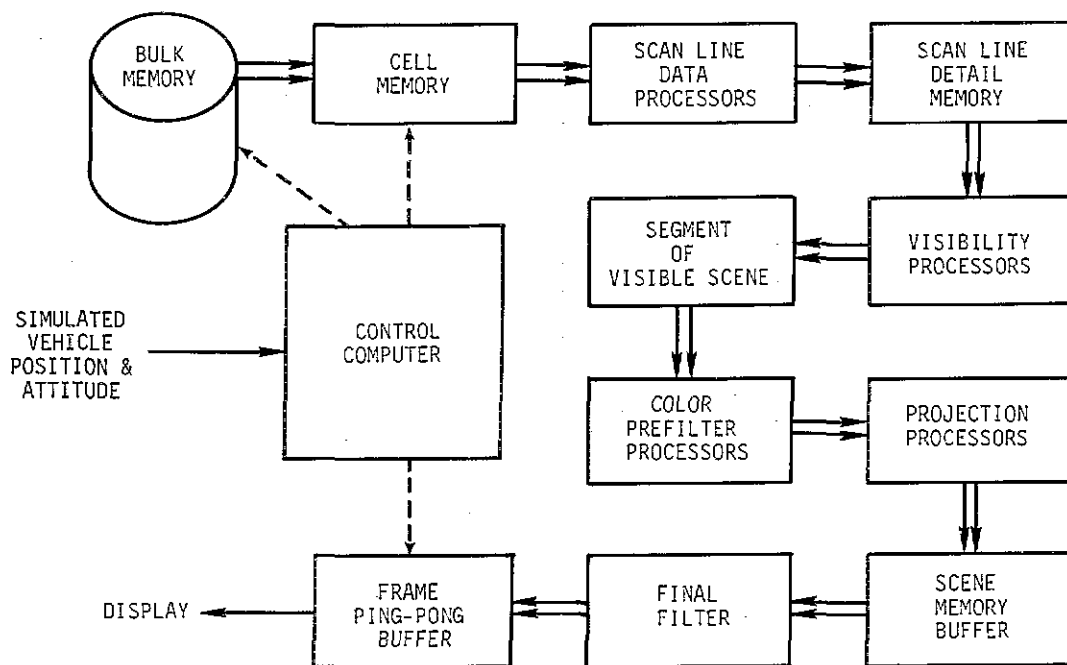 BULK
MEMORY
CELL
MEMORY
SCAN LINE
DATA
PROCESSORS
SCAN LINE
DETAIL
MEMORY
SEGMENT
OF
VISIBLE SCENE
VISIBILITY
PROCESSORS
SIMULATED
VEHICLE
POSITION &
ATTITUDE
CONTROL
COMPUTER
COLOR
PREFILTER
PROCESSORS
PROJECTION
PROCESSORS
DISPLAY
FRAME
PING-PONG
BUFFER
FINAL
FILTER
SCENE
MEMORY
BUFFER